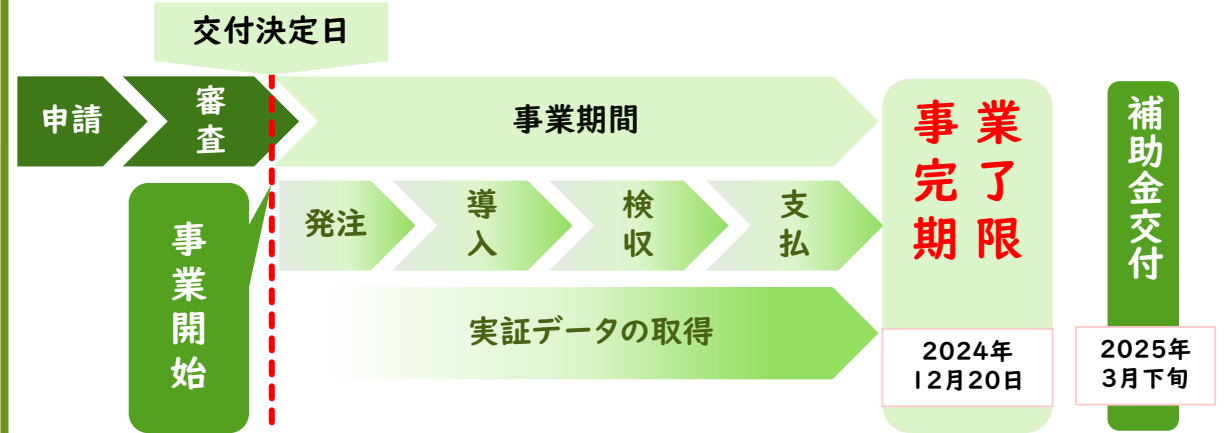 交付決定日
申請
審査
事業期間
事業完了期限
補助金交付
事業開始
発注
導入
検収
支払
実証データの取得
2024年
12月20日
2025年
3月下旬